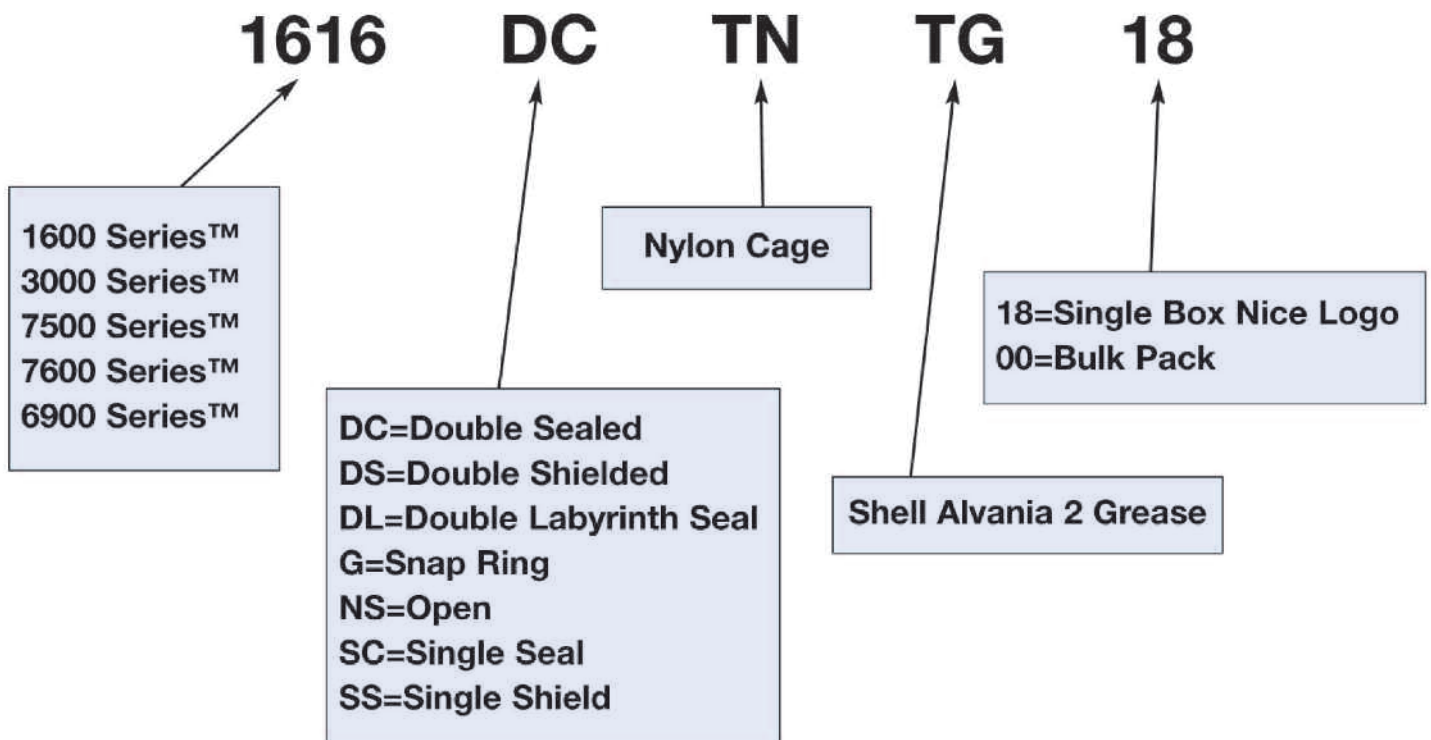 1616 DC TN TG 18
1600 Series™
3000 Series™
7500 Series™
7600 Series™
6900 Series™
DC=Double Sealed
DS=Double Shielded
DL=Double Labyrinth Seal
G=Snap Ring
NS=Open
SC=Single Seal
SS=Single Shield
Nylon Cage
Shell Alvania 2 Grease
18=Single Box Nice Logo
00=Bulk Pack